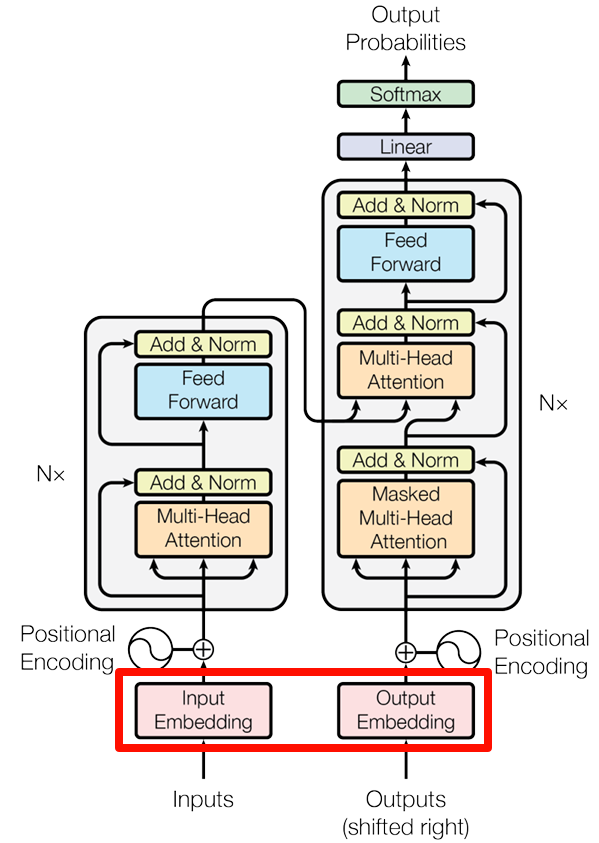 Output
Probabilities
Softmax
Linear
Add & Norm
Feed
Forward
Add & Norm
Multi-Head
Attention
Add & Norm
Masked
Multi-Head
Attention
Nx
Add & Norm
Feed
Forward
Add & Norm
Multi-Head
Attention
N×
Positional
Encoding
Positional
Encoding
Input
Embedding
Output
Embedding
Inputs
Outputs
(shifted right)